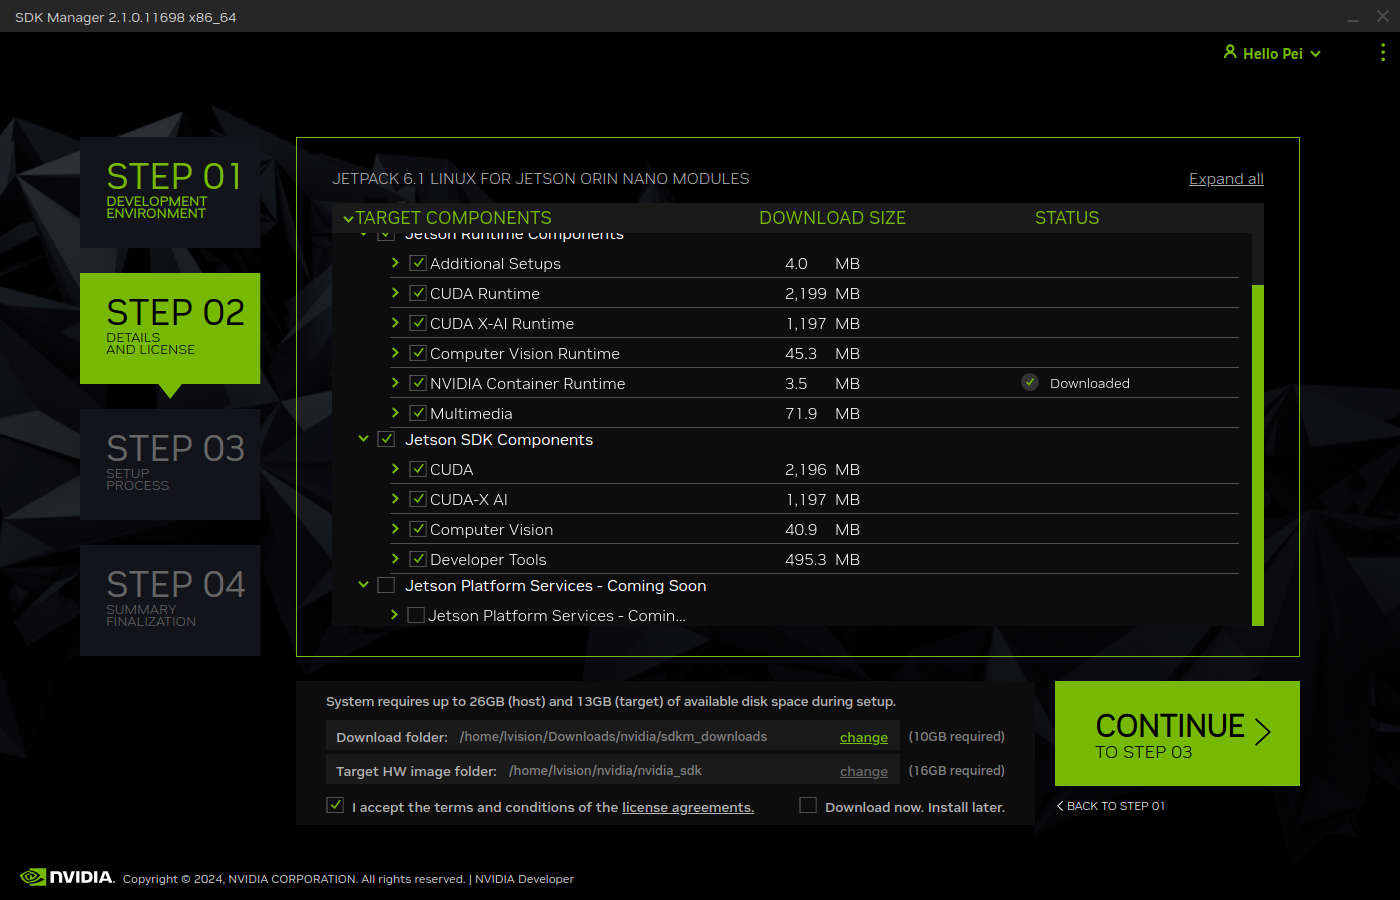 SDK Manager 2.1.0.11698 x86_64
Hello Pei
STEP 01
DEVELOPMENT
ENVIRONMENT
STEP 02
DETAILS
AND LICENSE
STEP 03
SETUP
PROCESS
STEP 04
SUMMARY
FINALIZATION
JETPACK 6.1 LINUX FOR JETSON ORIN NANO MODULES
Expand all
TARGET COMPONENTS DOWNLOAD SIZE STATUS
Jetson Runtime Components
Additional Setups 4.0 MB
CUDA Runtime 2,199 MB
CUDA X-AI Runtime 1,197 MB
Computer Vision Runtime 45.3 MB
NVIDIA Container Runtime 3.5 MB Downloaded
Multimedia 71.9 MB
Jetson SDK Components
CUDA 2,196 MB
CUDA-X AI 1,197 MB
Computer Vision 40.9 MB
Developer Tools 495.3 MB
Jetson Platform Services - Coming Soon
Jetson Platform Services - Comin...
System requires up to 26GB (host) and 13GB (target) of available disk space during setup.
Download folder: /home/lvision/Downloads/nvidia/sdkm_downloads change (10GB required)
Target HW image folder: /home/lvision/nvidia/nvidia_sdk change (16GB required)
I accept the terms and conditions of the license agreements. Download now. Install later.
CONTINUE
TO STEP 03
BACK TO STEP 01
NVIDIA. Copyright © 2024, NVIDIA CORPORATION. All rights reserved. | NVIDIA Developer